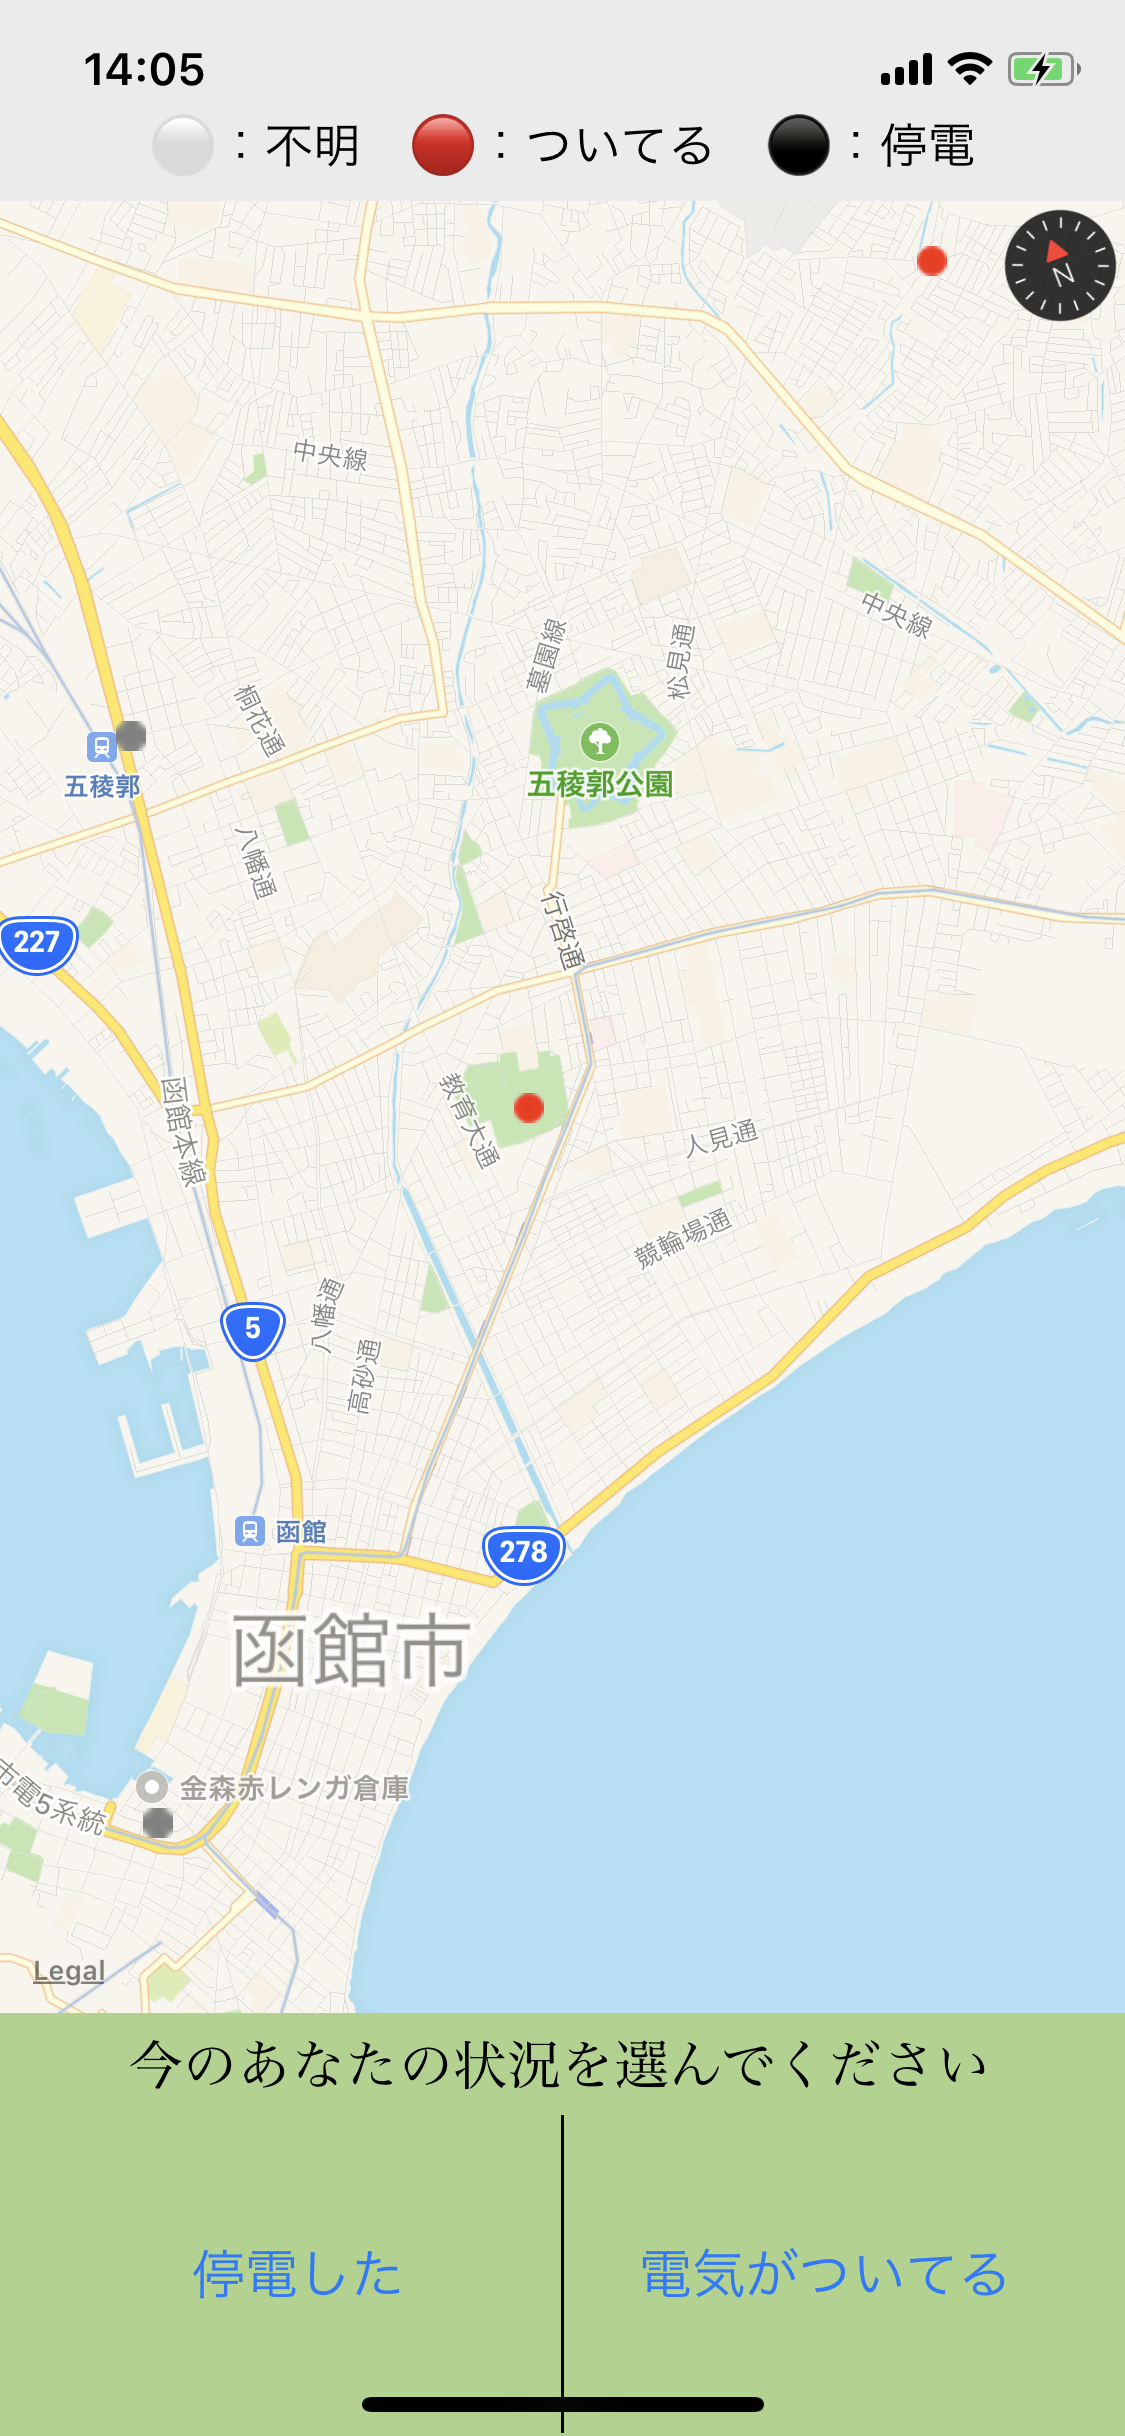 14:05
：不明 ：ついてる ：停電
N
中央線
中央線
墓園線
松見通
桐花通
五稜郭
五稜郭公園
八幡通
行啓通
227
函館本線
教育大通
人見通
競輪場通
八幡通
5
高砂通
函館
278
函館市
金森赤レンガ倉庫
市電5系統
Legal
今のあなたの状況を選んでください
停電した
電気がついてる